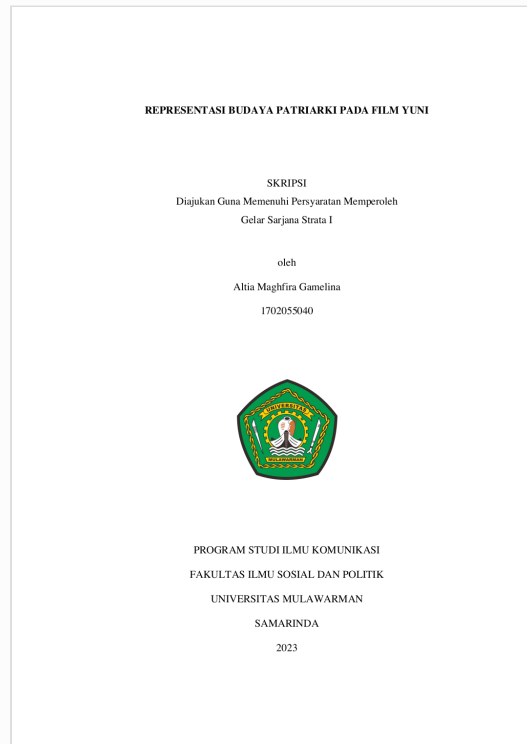 REPRESENTASI BUDAYA PATRIARKI PADA FILM YUNI
SKRIPSI
Diajukan Guna Memenuhi Persyaratan Memperoleh
Gelar Sarjana Strata I
oleh
Altia Maghfira Gamelina
1702055040
UNIVERSITAS
MULAWARMAN
PROGRAM STUDI ILMU KOMUNIKASI
FAKULTAS ILMU SOSIAL DAN POLITIK
UNIVERSITAS MULAWARMAN
SAMARINDA
2023